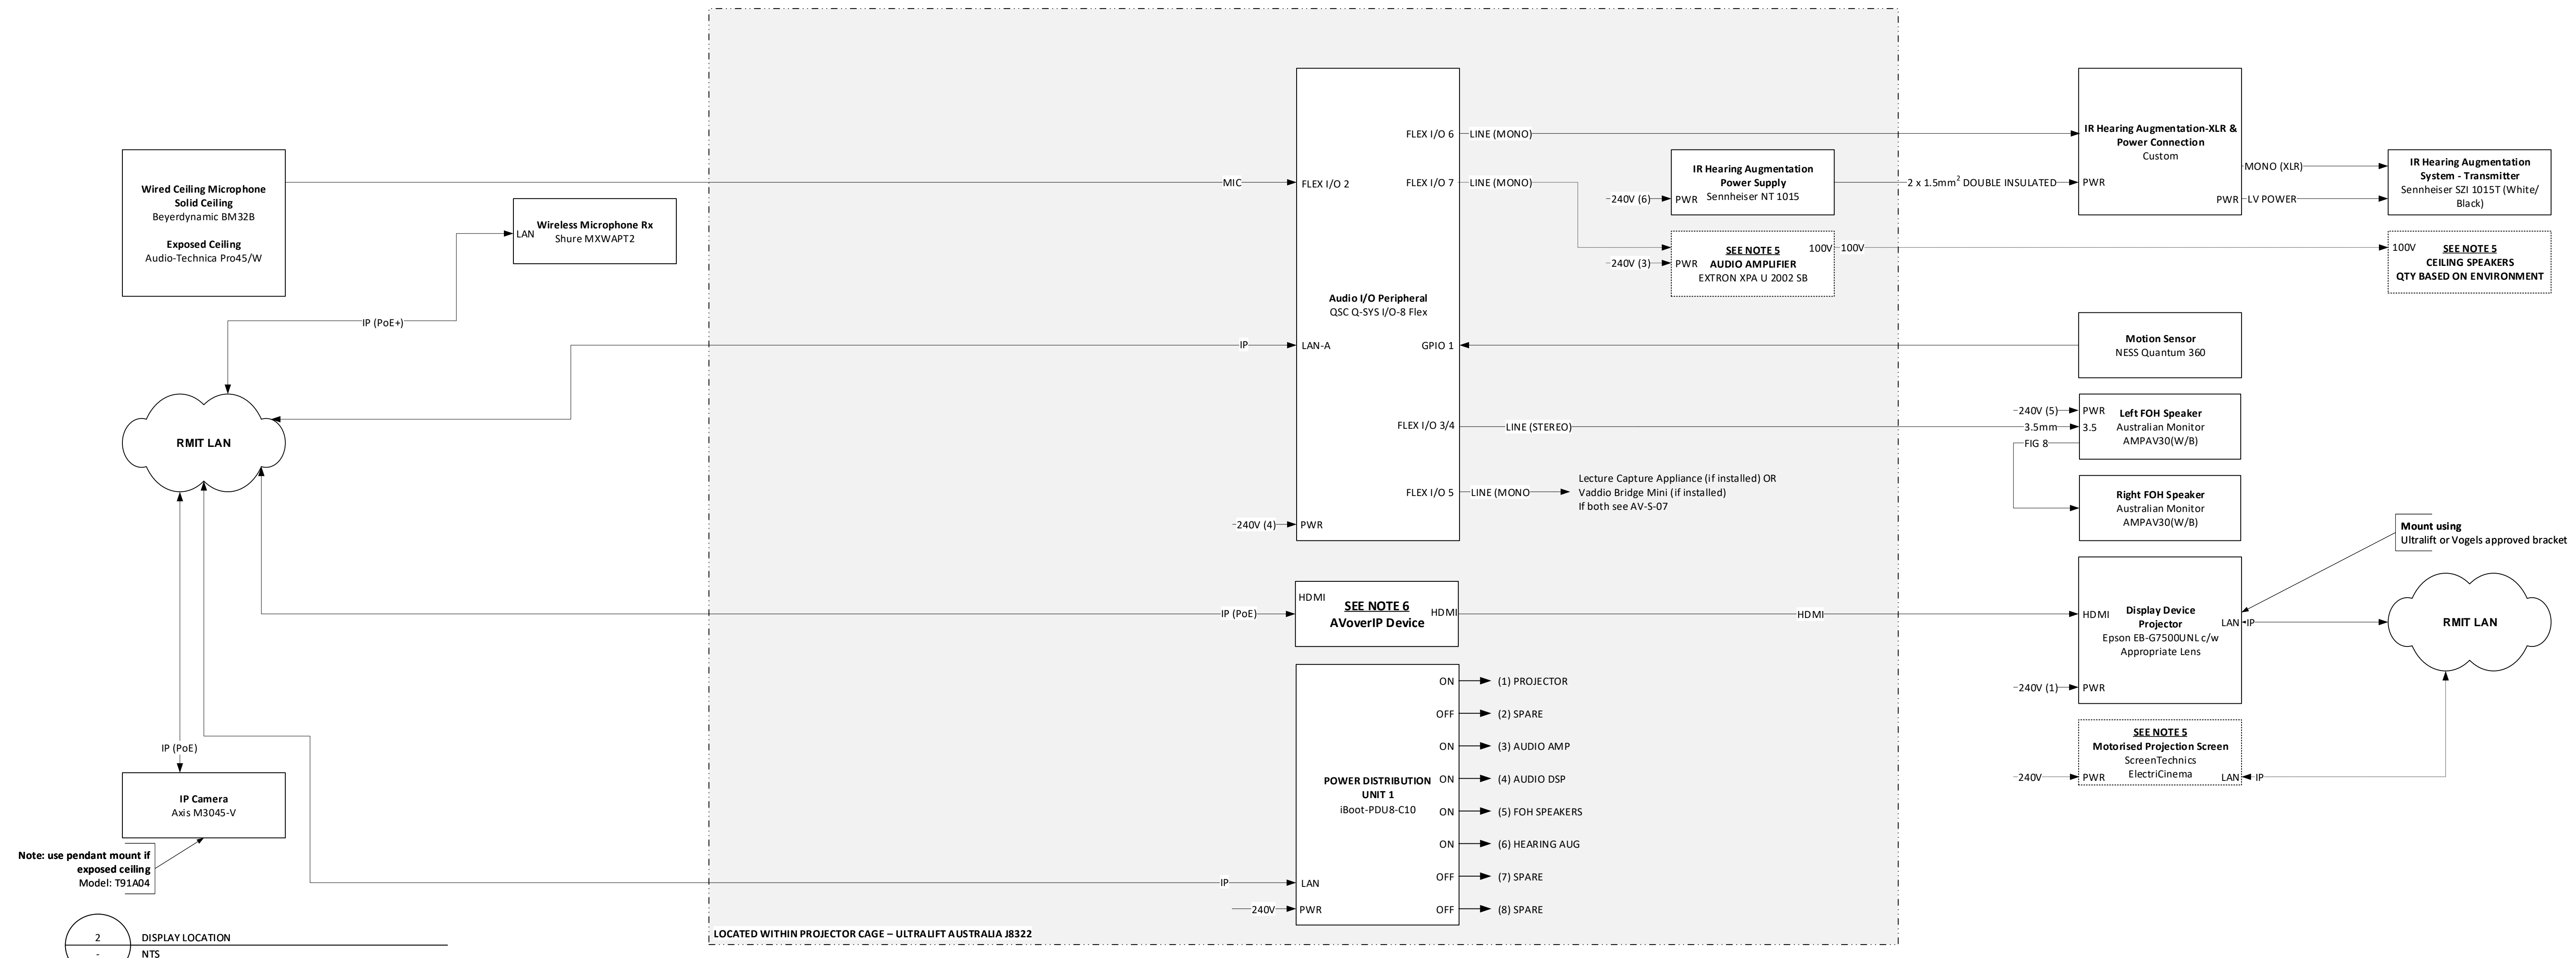 Wired Ceiling Microphone
Solid Ceiling
Beyerdynamic BM32B
Exposed Ceiling
Audio-Technica Pro45/W
MIC
LAN
Wireless Microphone Rx
Shure MXWAPT2
IP (PoE+)
IP
RMIT LAN
IP (PoE)
IP (PoE)
IP Camera
Axis M3045-V
Note: use pendant mount if
exposed ceiling
Model: T91A04
IP
240V
2
-
DISPLAY LOCATION
NTS
LOCATED WITHIN PROJECTOR CAGE – ULTRALIFT AUSTRALIA J8322
FLEX I/O 6
FLEX I/O 2
FLEX I/O 7
Audio I/O Peripheral
QSC Q-SYS I/O-8 Flex
LAN-A
GPIO 1
FLEX I/O 3/4
FLEX I/O 5
240V (4)
PWR
LINE (MONO)
LINE (MONO)
LINE (STEREO)
LINE (MONO
Lecture Capture Appliance (if installed) OR
Vaddio Bridge Mini (if installed)
If both see AV-S-07
HDMI
SEE NOTE 6
AVoverIP Device
HDMI
HDMI
POWER DISTRIBUTION
UNIT 1
iBoot-PDU8-C10
LAN
PWR
ON
(1) PROJECTOR
OFF
(2) SPARE
ON
(3) AUDIO AMP
ON
(4) AUDIO DSP
ON
(5) FOH SPEAKERS
ON
(6) HEARING AUG
OFF
(7) SPARE
OFF
(8) SPARE
240V (6)
PWR
IR Hearing Augmentation
Power Supply
Sennheiser NT 1015
2 x 1.5mm2 DOUBLE INSULATED
240V (3)
PWR
SEE NOTE 5
AUDIO AMPLIFIER
EXTRON XPA U 2002 SB
100V
100V
IR Hearing Augmentation-XLR &
Power Connection
Custom
PWR
PWR
MONO (XLR)
LV POWER
IR Hearing Augmentation
System - Transmitter
Sennheiser SZI 1015T (White/
Black)
100V
SEE NOTE 5
CEILING SPEAKERS
QTY BASED ON ENVIRONMENT
Motion Sensor
NESS Quantum 360
240V (5)
PWR
3.5mm
3.5
FIG 8
Left FOH Speaker
Australian Monitor
AMPAV30(W/B)
Right FOH Speaker
Australian Monitor
AMPAV30(W/B)
Mount using
Ultralift or Vogels approved bracket
HDMI
Display Device
Projector
Epson EB-G7500UNL c/w
Appropriate Lens
LAN
IP
240V (1)
PWR
RMIT LAN
SEE NOTE 5
Motorised Projection Screen
ScreenTechnics
ElectriCinema
240V
PWR
LAN
IP